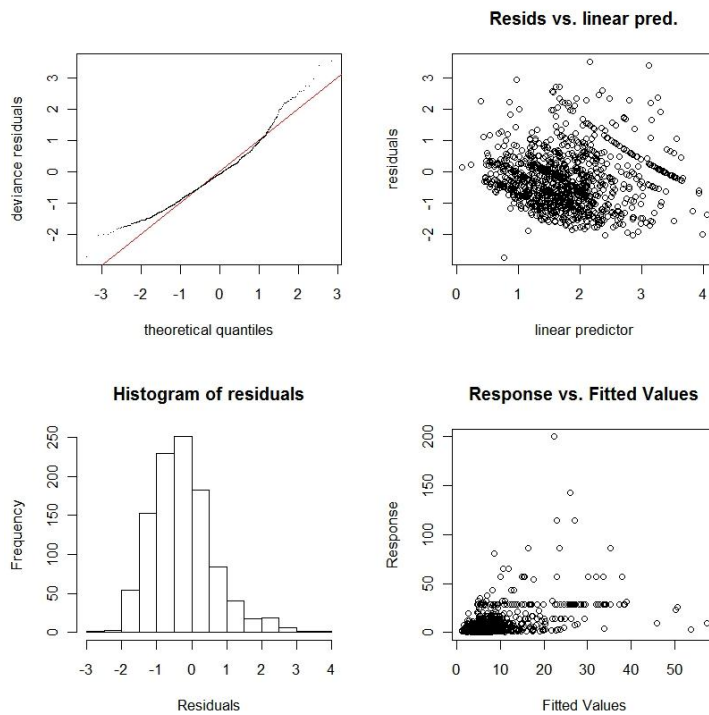 Resids vs. linear pred.
deviance residuals
3
2
1
0
-1
-2
-3 -2 -1 0 1 2 3
theoretical quantiles
residuals
3
2
1
0
-1
-2
0 1 2 3 4
linear predictor
Histogram of residuals
Frequency
250
200
150
100
50
0
-3 -2 -1 0 1 2 3 4
Residuals
Response vs. Fitted Values
Response
200
150
100
50
0
0 10 20 30 40 50
Fitted Values